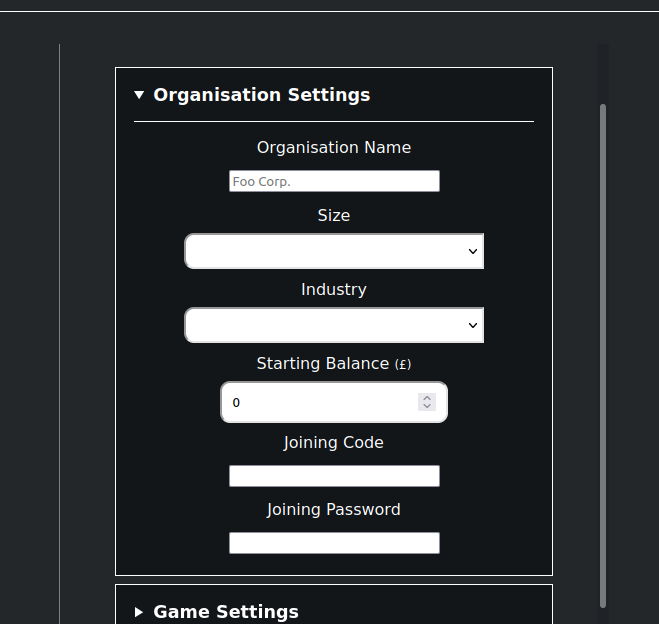 Organisation Settings
Organisation Name
Foo Corp.
Size
Industry
Starting Balance (£)
0
Joining Code
Joining Password
Game Settings